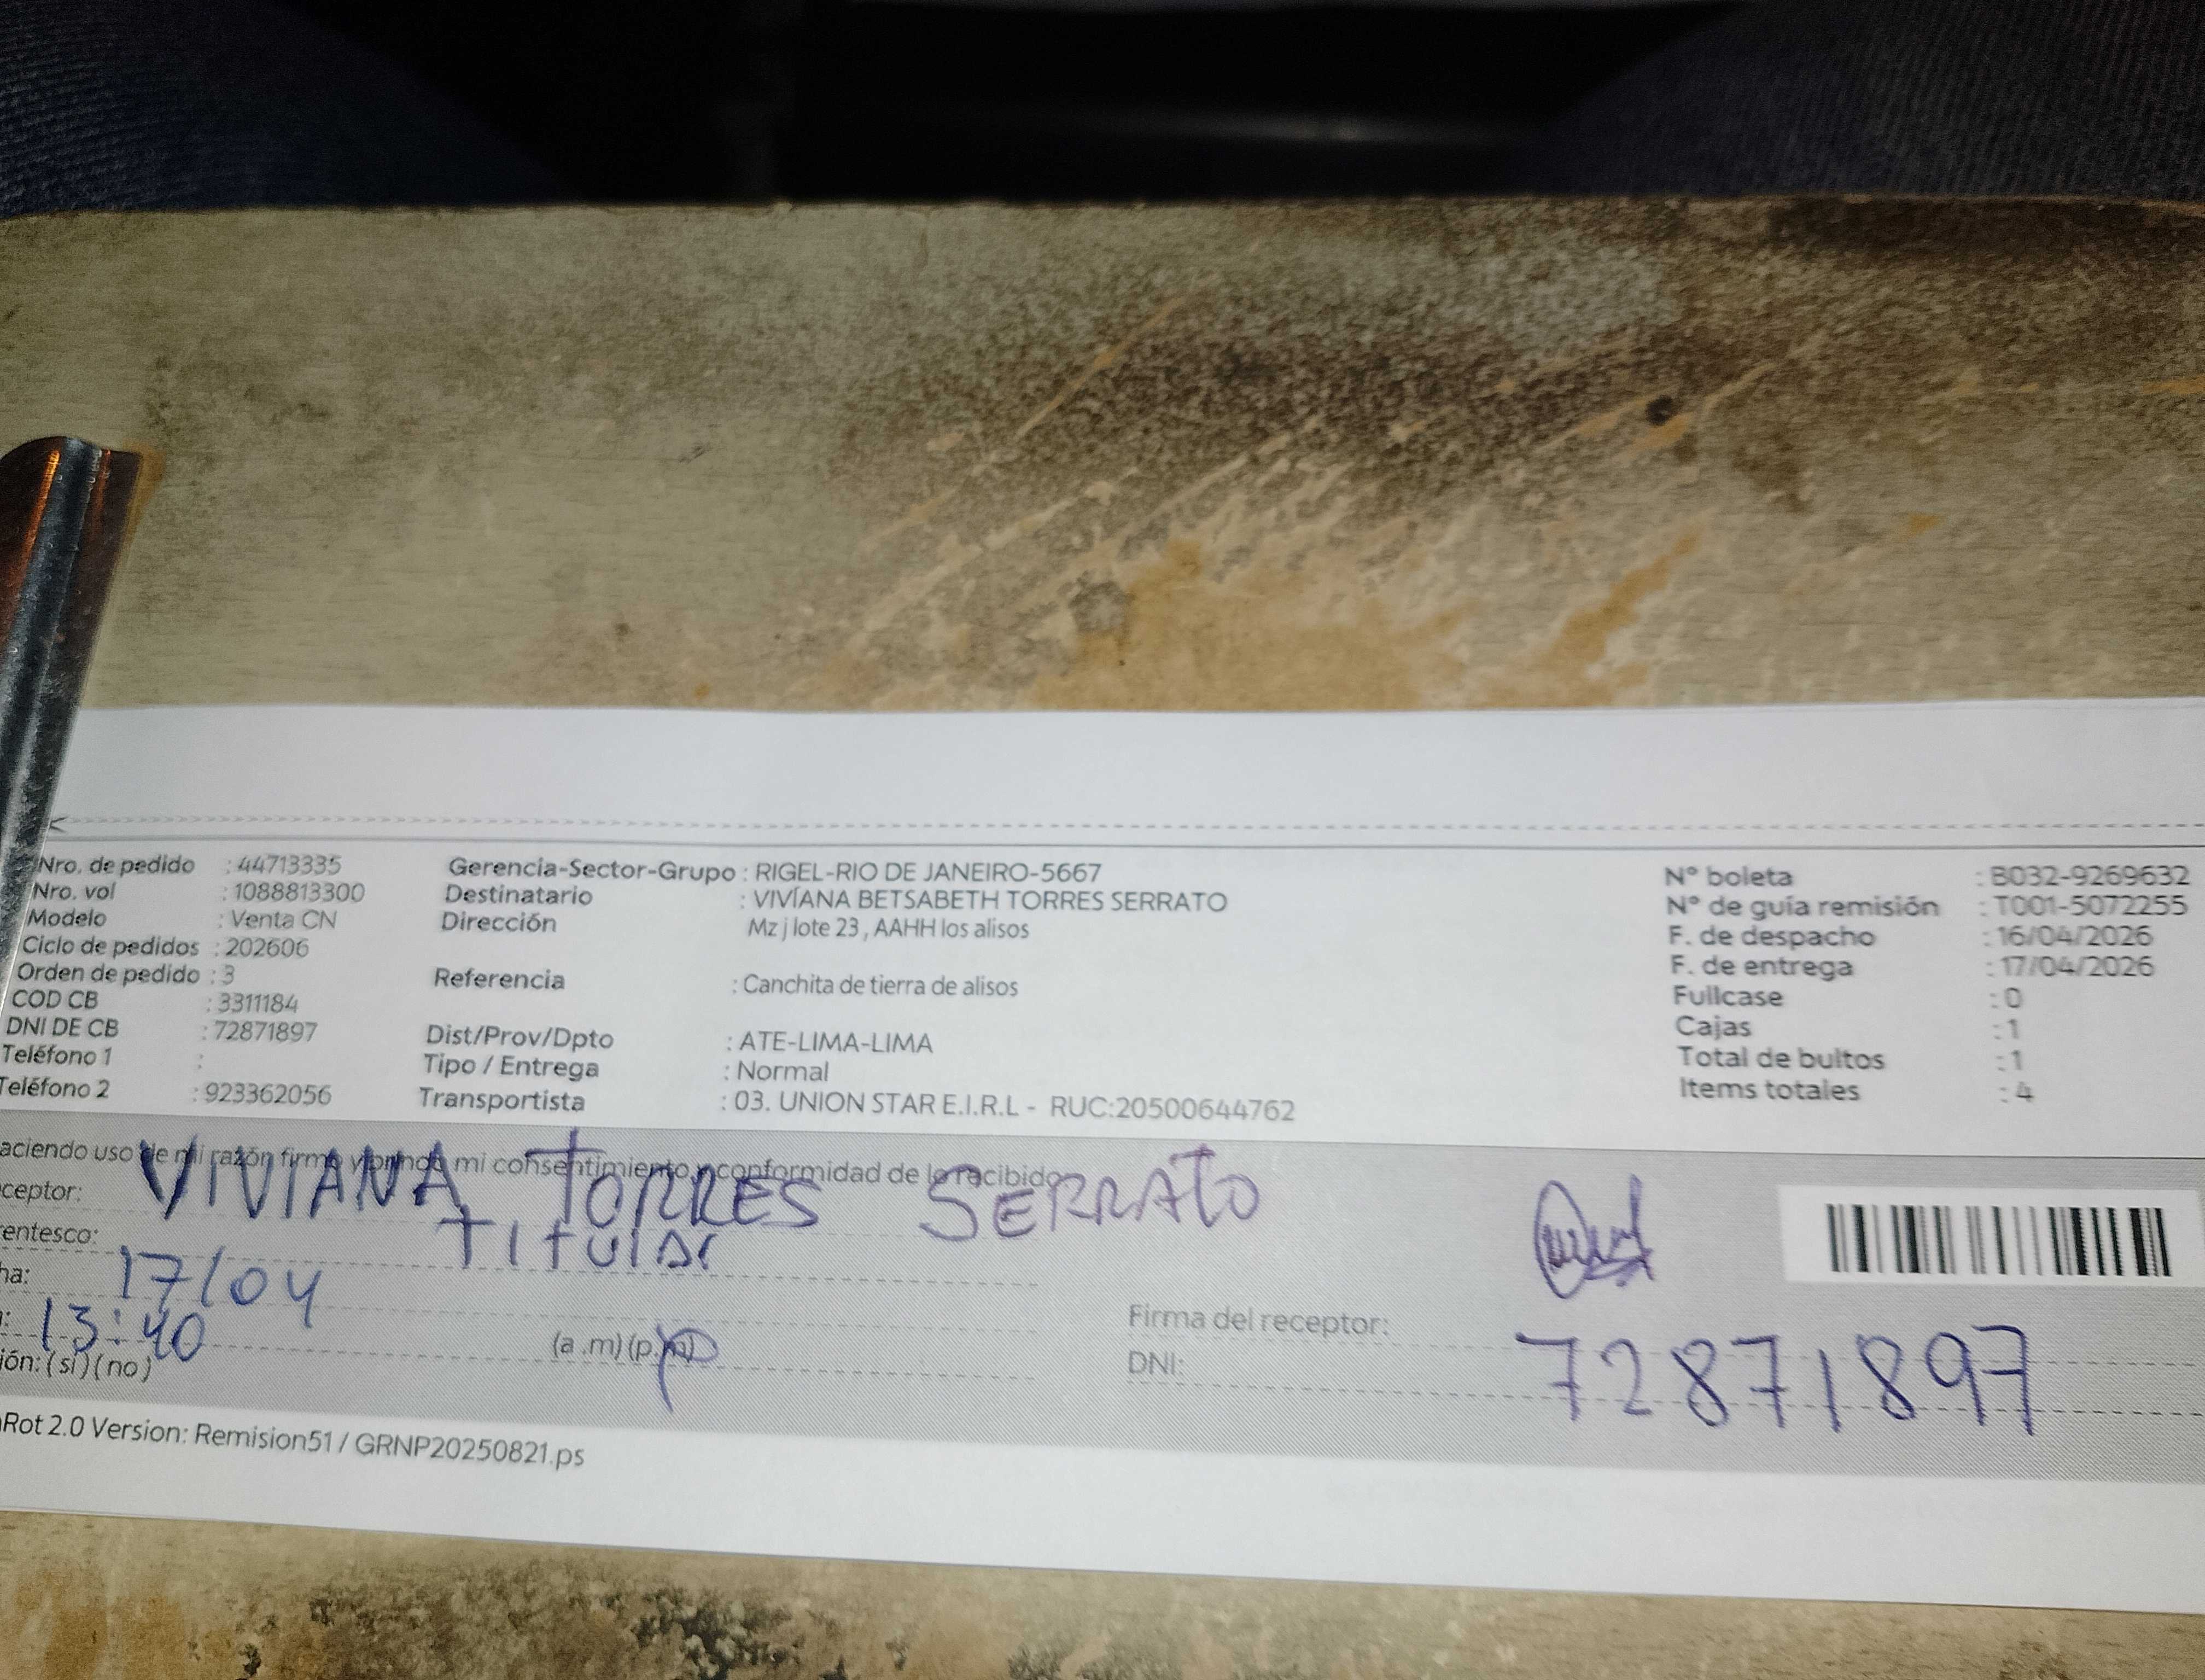 Nro. de pedido : 44713335
Nro. vol : 1088813300
Modelo : Venta CN
Ciclo de pedidos : 202606
Orden de pedido : 3
COD CB : 3311184
DNI DE CB : 72871897
Teléfono 1 :
Teléfono 2 : 923362056
Gerencia-Sector-Grupo : RIGEL-RIO DE JANEIRO-5667
Destinatario : VIVÍANA BETSABETH TORRES SERRATO
Dirección Mz j lote 23 , AAHH los alisos
Referencia : Canchita de tierra de alisos
Dist/Prov/Dpto : ATE-LIMA-LIMA
Tipo / Entrega : Normal
Transportista : 03. UNION STAR E.I.R.L - RUC:20500644762
N° boleta : B032-9269632
N° de guía remisión : T001-5072255
F. de despacho : 16/04/2026
F. de entrega : 17/04/2026
Fullcase : 0
Cajas : 1
Total de bultos : 1
Items totales : 4
aciendo uso de mi razón firmo y brindo mi consentimiento y conformidad de lo recibido
ceptor: VIVIANA TORRES SERRATO
entesco: Titular
ha: 17/04
: 13:40 (a.m) (p.m)
ión: (si) (no)
Firma del receptor:
DNI: 72871897
Rot 2.0 Version: Remision51 / GRNP20250821.ps